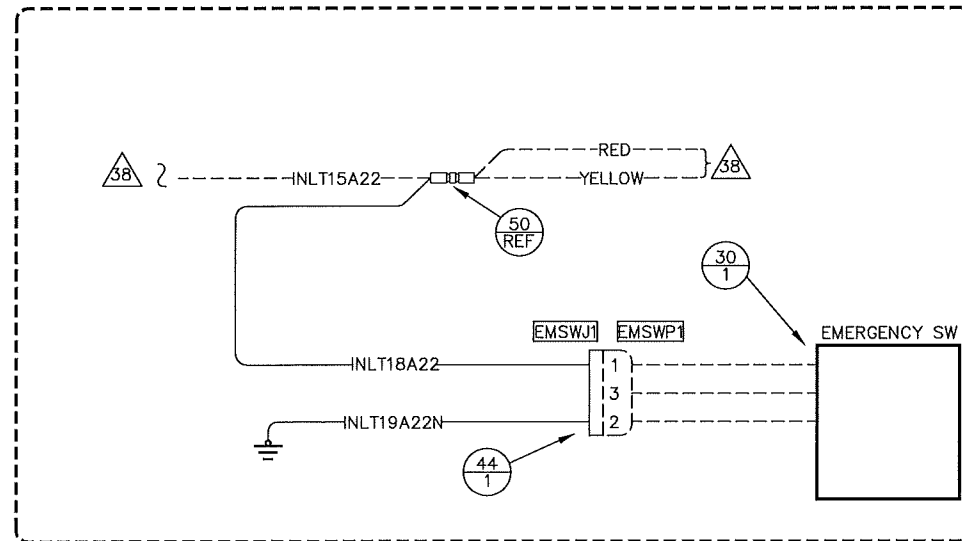 RED
38
INLT15A22
YELLOW
38
50
REF
30
1
EMSWJ1
EMSWP1
EMERGENCY SW
INLT18A22
1
3
INLT19A22N
2
44
1